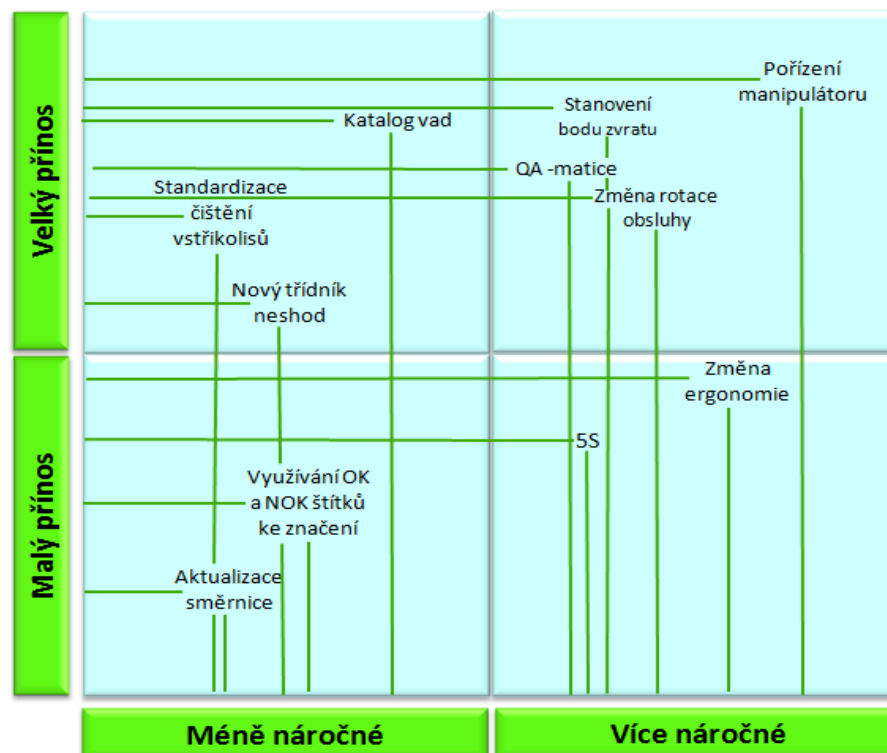 Velký přínos
Pořízení
manipulátoru
Stanovení
bodu zvratu
Katalog vad
QA -matice
Standardizace
čištění
vstřikolisů
Změna rotace
obsluhy
Nový třídník
neshod
Malý přínos
Změna
ergonomie
5S
Využívání OK
a NOK štítků
ke značení
Aktualizace
směrnice
Méně náročné
Více náročné